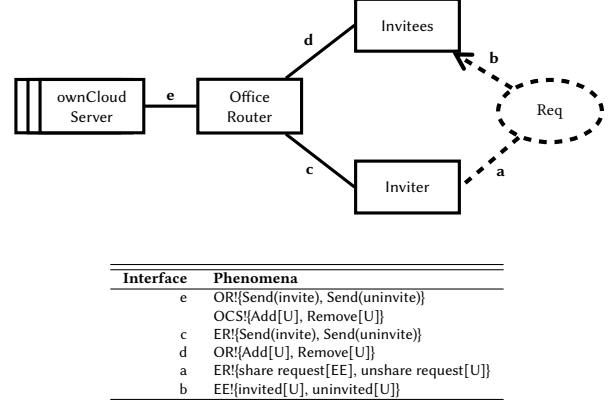 Invitees
d
b
ownCloud
Server
e
Office
Router
Req
c
a
Inviter
Interface Phenomena
e OR!{Send(invite), Send(uninvite)}
OCS!{Add[U], Remove[U]}
c ER!{Send(invite), Send(uninvite)}
d OR!{Add[U], Remove[U]}
a ER!{share request[EE], unshare request[U]}
b EE!{invited[U], uninvited[U]}